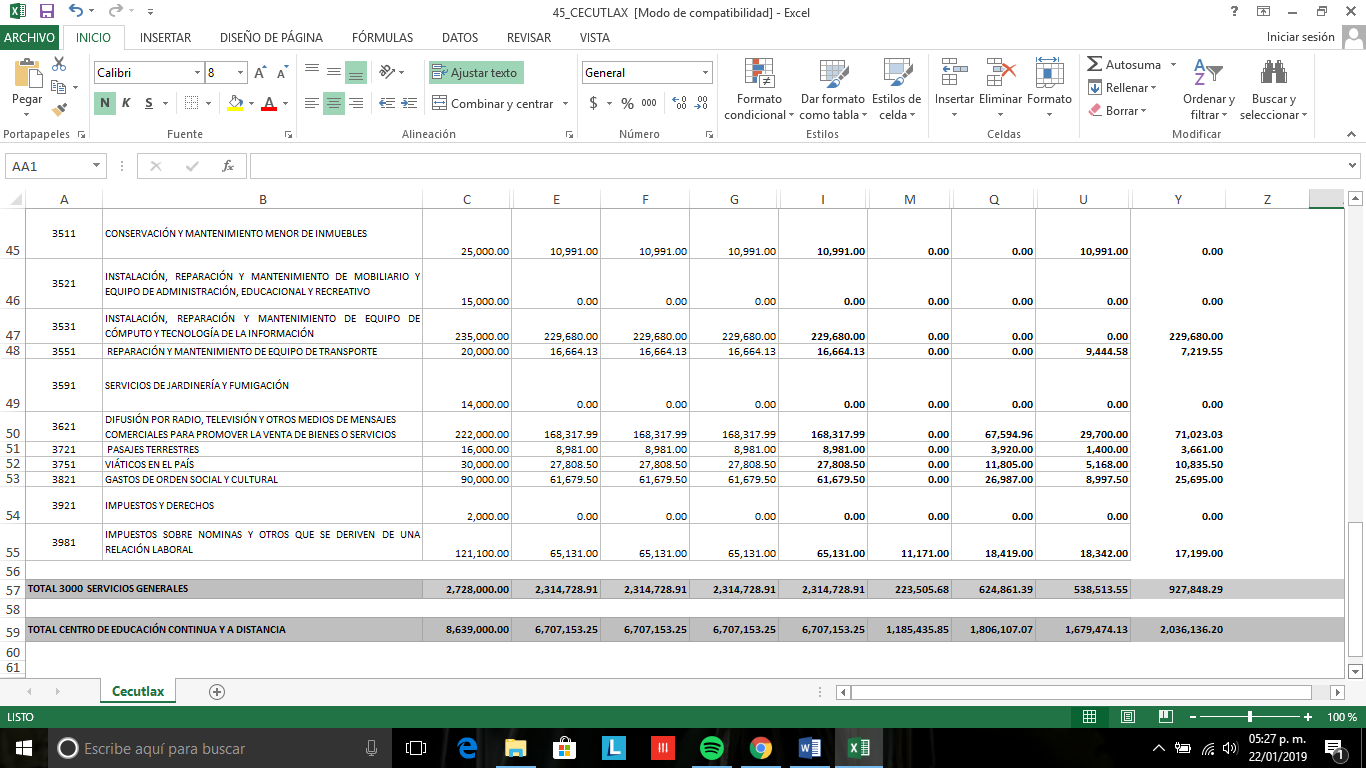 45_CECUTLAX [Modo de compatibilidad] - Excel
ARCHIVO INICIO INSERTAR DISEÑO DE PÁGINA FÓRMULAS DATOS REVISAR VISTA Iniciar sesión
Pegar
Calibri 8
N K S
Ajustar texto
Combinar y centrar
General
$ % 000
Formato condicional
Dar formato como tabla
Estilos de celda
Insertar Eliminar Formato
Autosuma
Rellenar
Borrar
Ordenar y filtrar
Buscar y seleccionar
Portapapeles Fuente Alineación Número Estilos Celdas Modificar
AA1 fx
A B C E F G I M Q U Y Z
3511 CONSERVACIÓN Y MANTENIMIENTO MENOR DE INMUEBLES
45 25,000.00 10,991.00 10,991.00 10,991.00 10,991.00 0.00 0.00 10,991.00 0.00
3521 INSTALACIÓN, REPARACIÓN Y MANTENIMIENTO DE MOBILIARIO Y
EQUIPO DE ADMINISTRACIÓN, EDUCACIONAL Y RECREATIVO
46 15,000.00 0.00 0.00 0.00 0.00 0.00 0.00 0.00 0.00
3531 INSTALACIÓN, REPARACIÓN Y MANTENIMIENTO DE EQUIPO DE
CÓMPUTO Y TECNOLOGÍA DE LA INFORMACIÓN
47 235,000.00 229,680.00 229,680.00 229,680.00 229,680.00 0.00 0.00 0.00 229,680.00
48 3551 REPARACIÓN Y MANTENIMIENTO DE EQUIPO DE TRANSPORTE 20,000.00 16,664.13 16,664.13 16,664.13 16,664.13 0.00 0.00 9,444.58 7,219.55
3591 SERVICIOS DE JARDINERÍA Y FUMIGACIÓN
49 14,000.00 0.00 0.00 0.00 0.00 0.00 0.00 0.00 0.00
3621 DIFUSIÓN POR RADIO, TELEVISIÓN Y OTROS MEDIOS DE MENSAJES
COMERCIALES PARA PROMOVER LA VENTA DE BIENES O SERVICIOS
50 222,000.00 168,317.99 168,317.99 168,317.99 168,317.99 0.00 67,594.96 29,700.00 71,023.03
51 3721 PASAJES TERRESTRES 16,000.00 8,981.00 8,981.00 8,981.00 8,981.00 0.00 3,920.00 1,400.00 3,661.00
52 3751 VIÁTICOS EN EL PAÍS 30,000.00 27,808.50 27,808.50 27,808.50 27,808.50 0.00 11,805.00 5,168.00 10,835.50
53 3821 GASTOS DE ORDEN SOCIAL Y CULTURAL 90,000.00 61,679.50 61,679.50 61,679.50 61,679.50 0.00 26,987.00 8,997.50 25,695.00
3921 IMPUESTOS Y DERECHOS
54 2,000.00 0.00 0.00 0.00 0.00 0.00 0.00 0.00 0.00
3981 IMPUESTOS SOBRE NOMINAS Y OTROS QUE SE DERIVEN DE UNA
RELACIÓN LABORAL
55 121,100.00 65,131.00 65,131.00 65,131.00 65,131.00 11,171.00 18,419.00 18,342.00 17,199.00
56
57 TOTAL 3000 SERVICIOS GENERALES 2,728,000.00 2,314,728.91 2,314,728.91 2,314,728.91 2,314,728.91 223,505.68 624,861.39 538,513.55 927,848.29
58
59 TOTAL CENTRO DE EDUCACIÓN CONTINUA Y A DISTANCIA 8,639,000.00 6,707,153.25 6,707,153.25 6,707,153.25 6,707,153.25 1,185,435.85 1,806,107.07 1,679,474.13 2,036,136.20
60
61
Cecutlax
LISTO 100 %
Escribe aquí para buscar
05:27 p. m.
22/01/2019
1